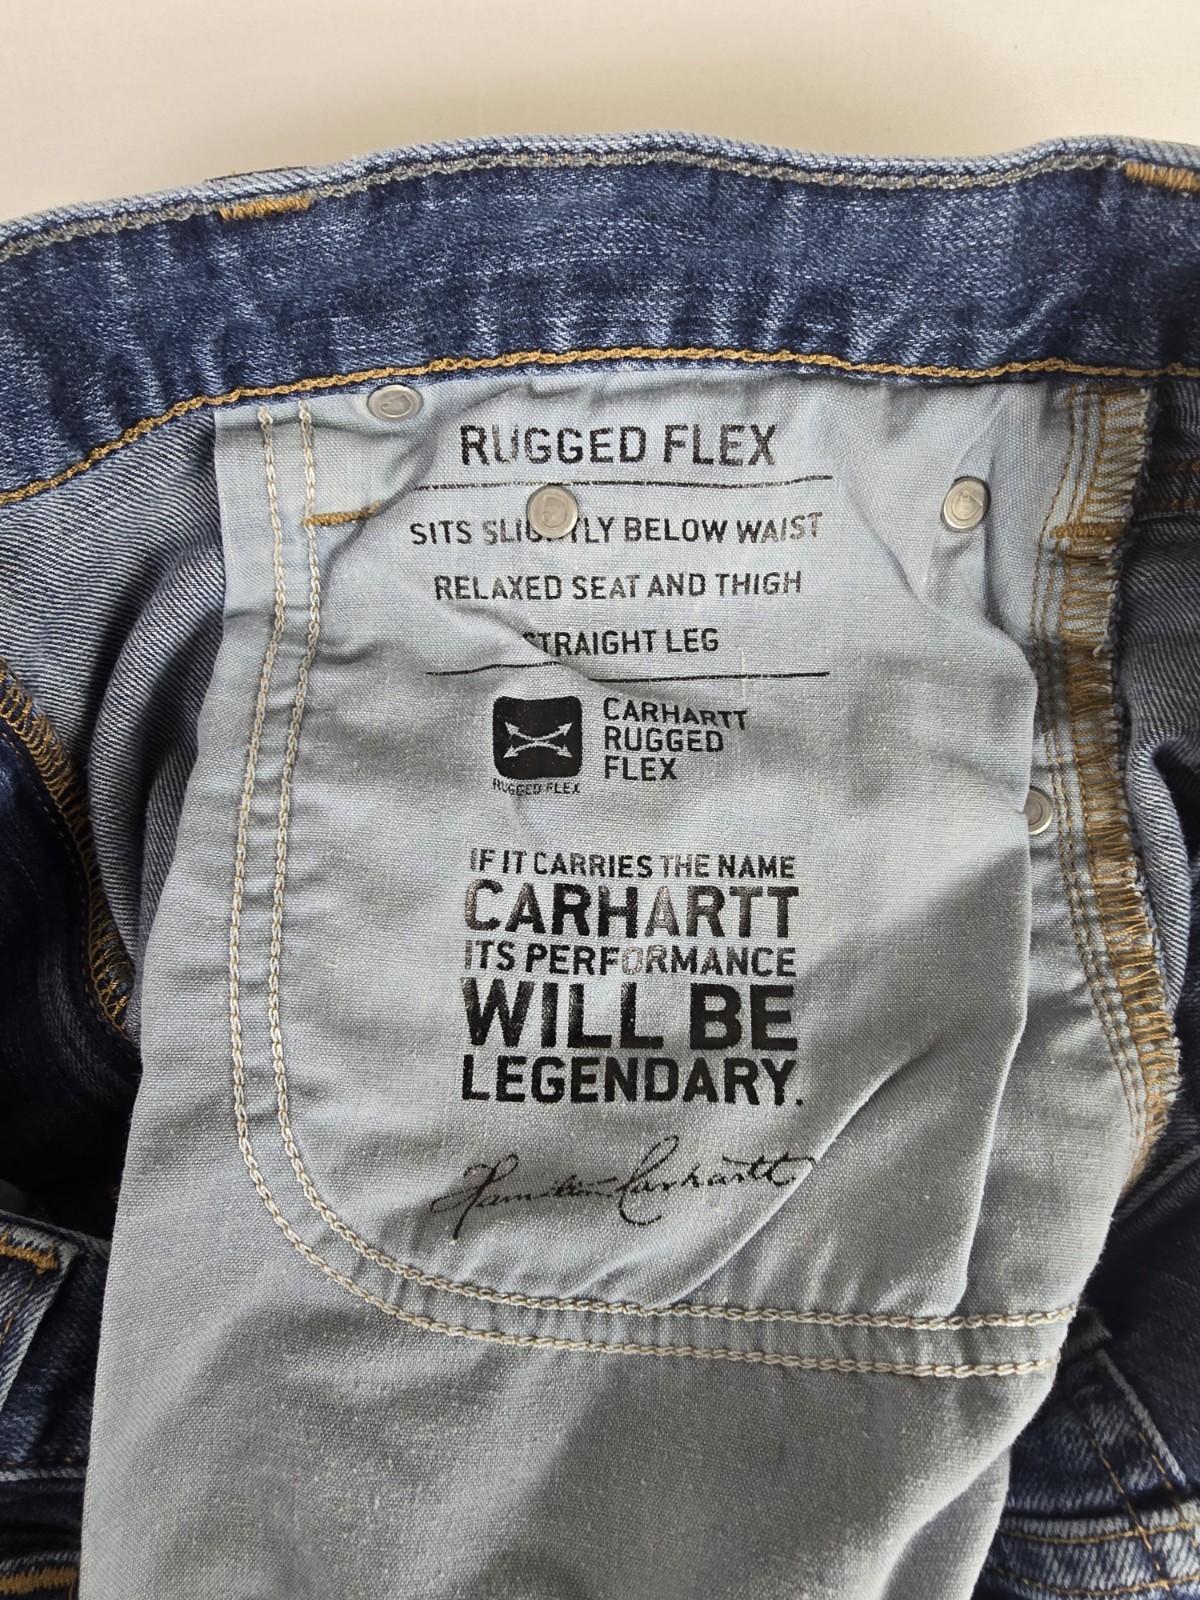 RUGGED FLEX
SITS SLIGHTLY BELOW WAIST
RELAXED SEAT AND THIGH
STRAIGHT LEG
CARHARTT
RUGGED
FLEX
RUGGED FLEX
IF IT CARRIES THE NAME
CARHARTT
ITS PERFORMANCE
WILL BE
LEGENDARY.
Hamilton Carhartt